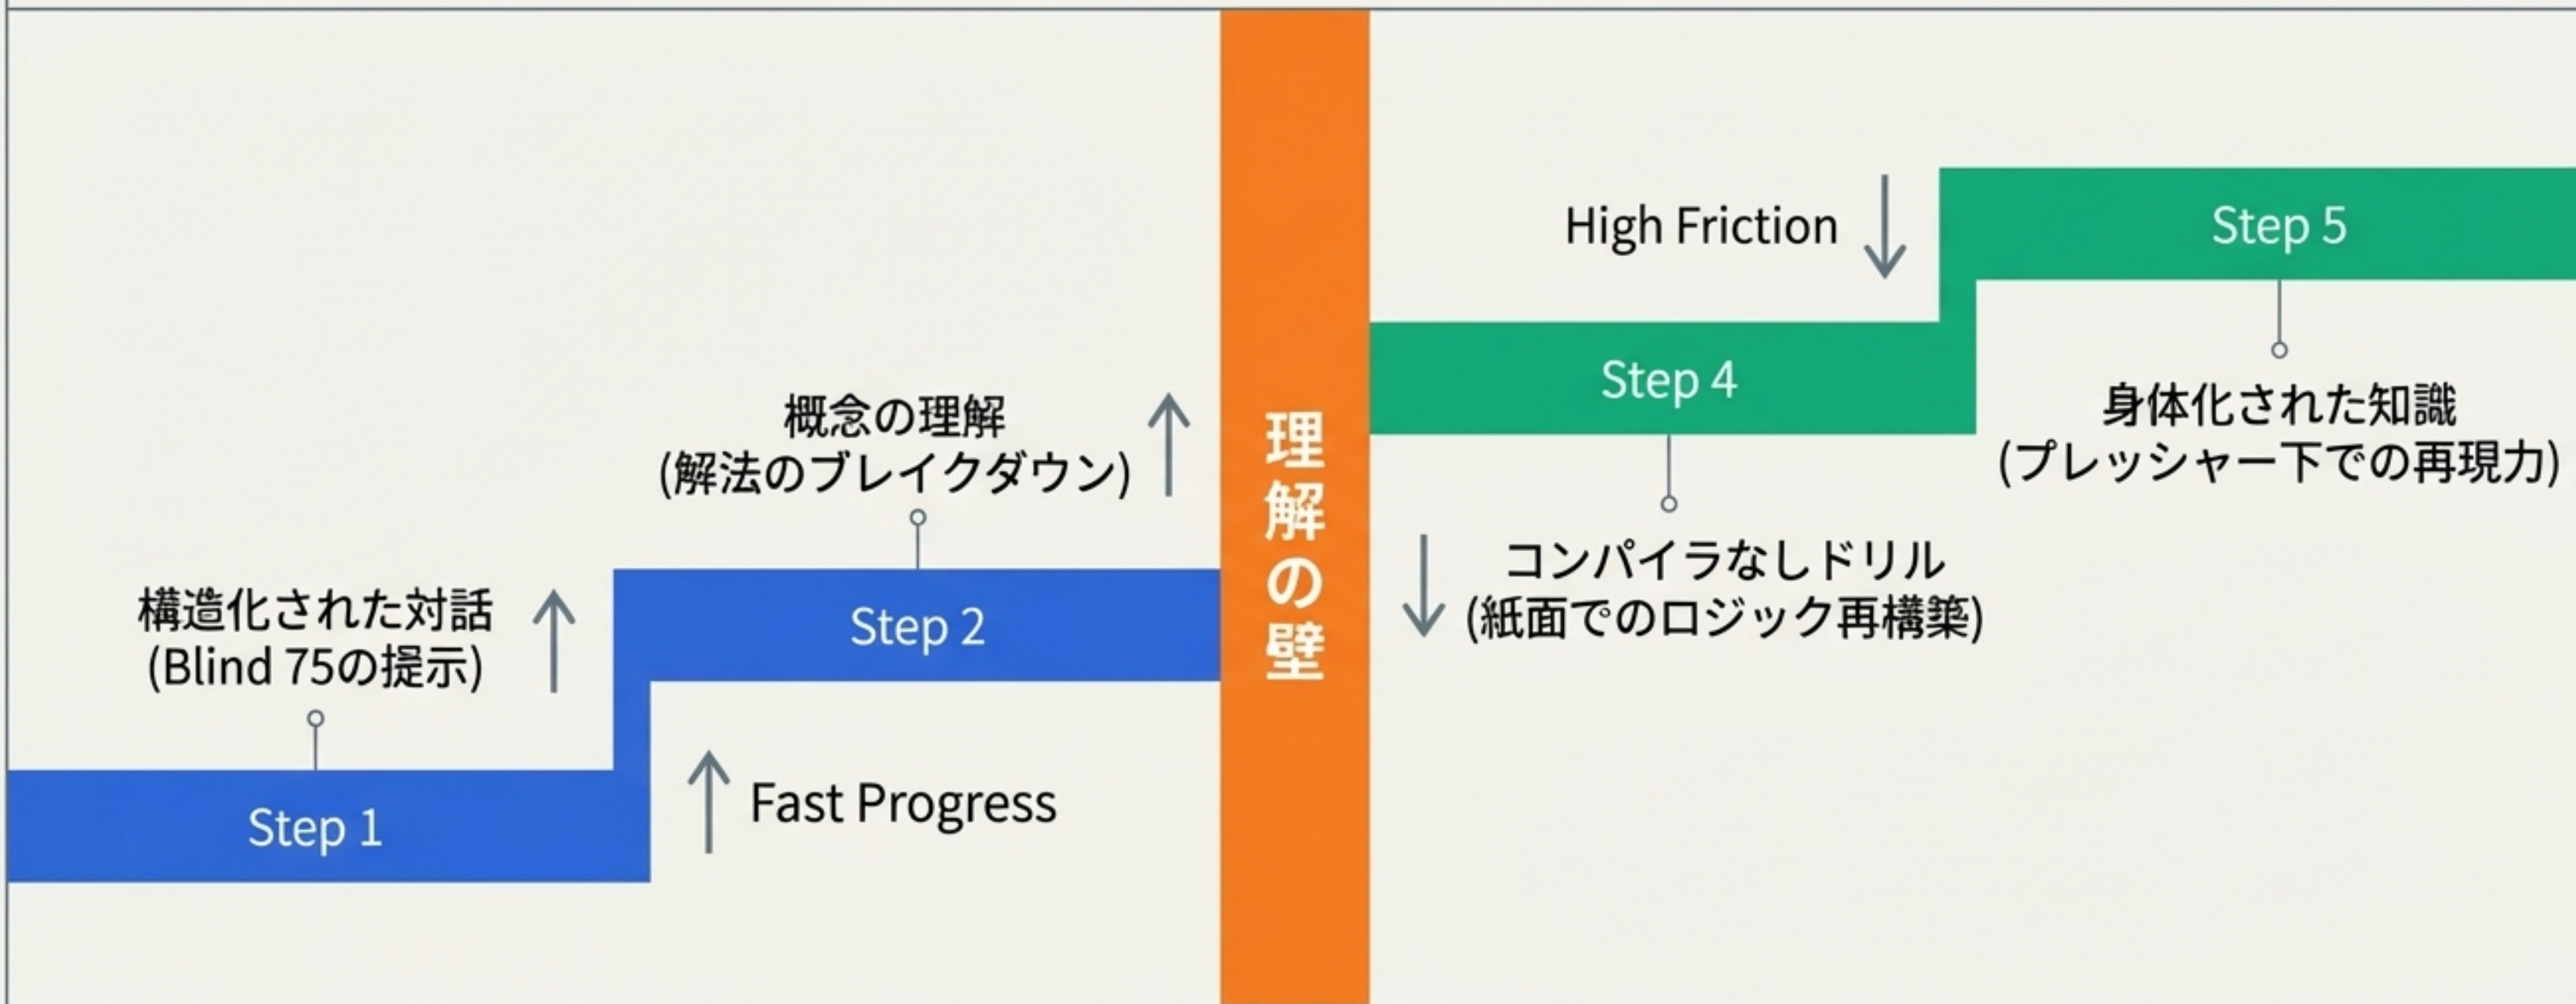 構造化された対話
(Blind 75の提示)
Step 1
概念の理解
(解法のブレイクダウン)
Step 2
Fast Progress
理解の壁
High Friction
Step 4
コンパイラなしドリル
(紙面でのロジック再構築)
Step 5
身体化された知識
(プレッシャー下での再現力)